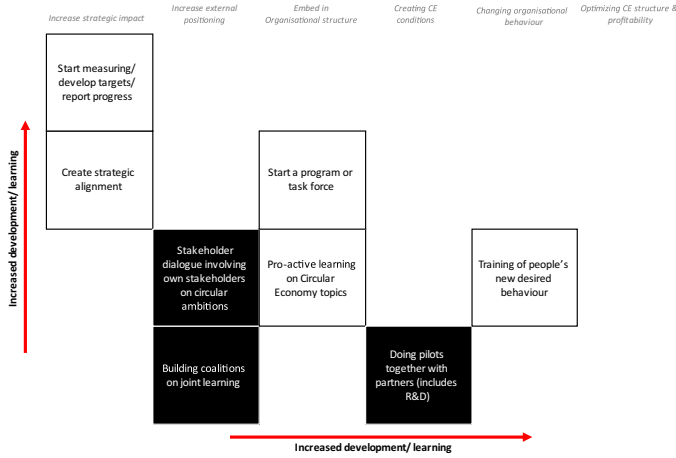 Increase strategic impact
Increase external
positioning
Embed in
Organisational structure
Creating CE
conditions
Changing organisational
behaviour
Optimizing CE structure &
profitability
Start measuring/
develop targets/
report progress
Create strategic
alignment
Start a program or
task force
Stakeholder
dialogue involving
own stakeholders
on circular
ambitions
Pro-active learning
on Circular
Economy topics
Training of people's
new desired
behaviour
Building coalitions
on joint learning
Doing pilots
together with
partners (includes
R&D)
Increased development/ learning
Increased development/ learning